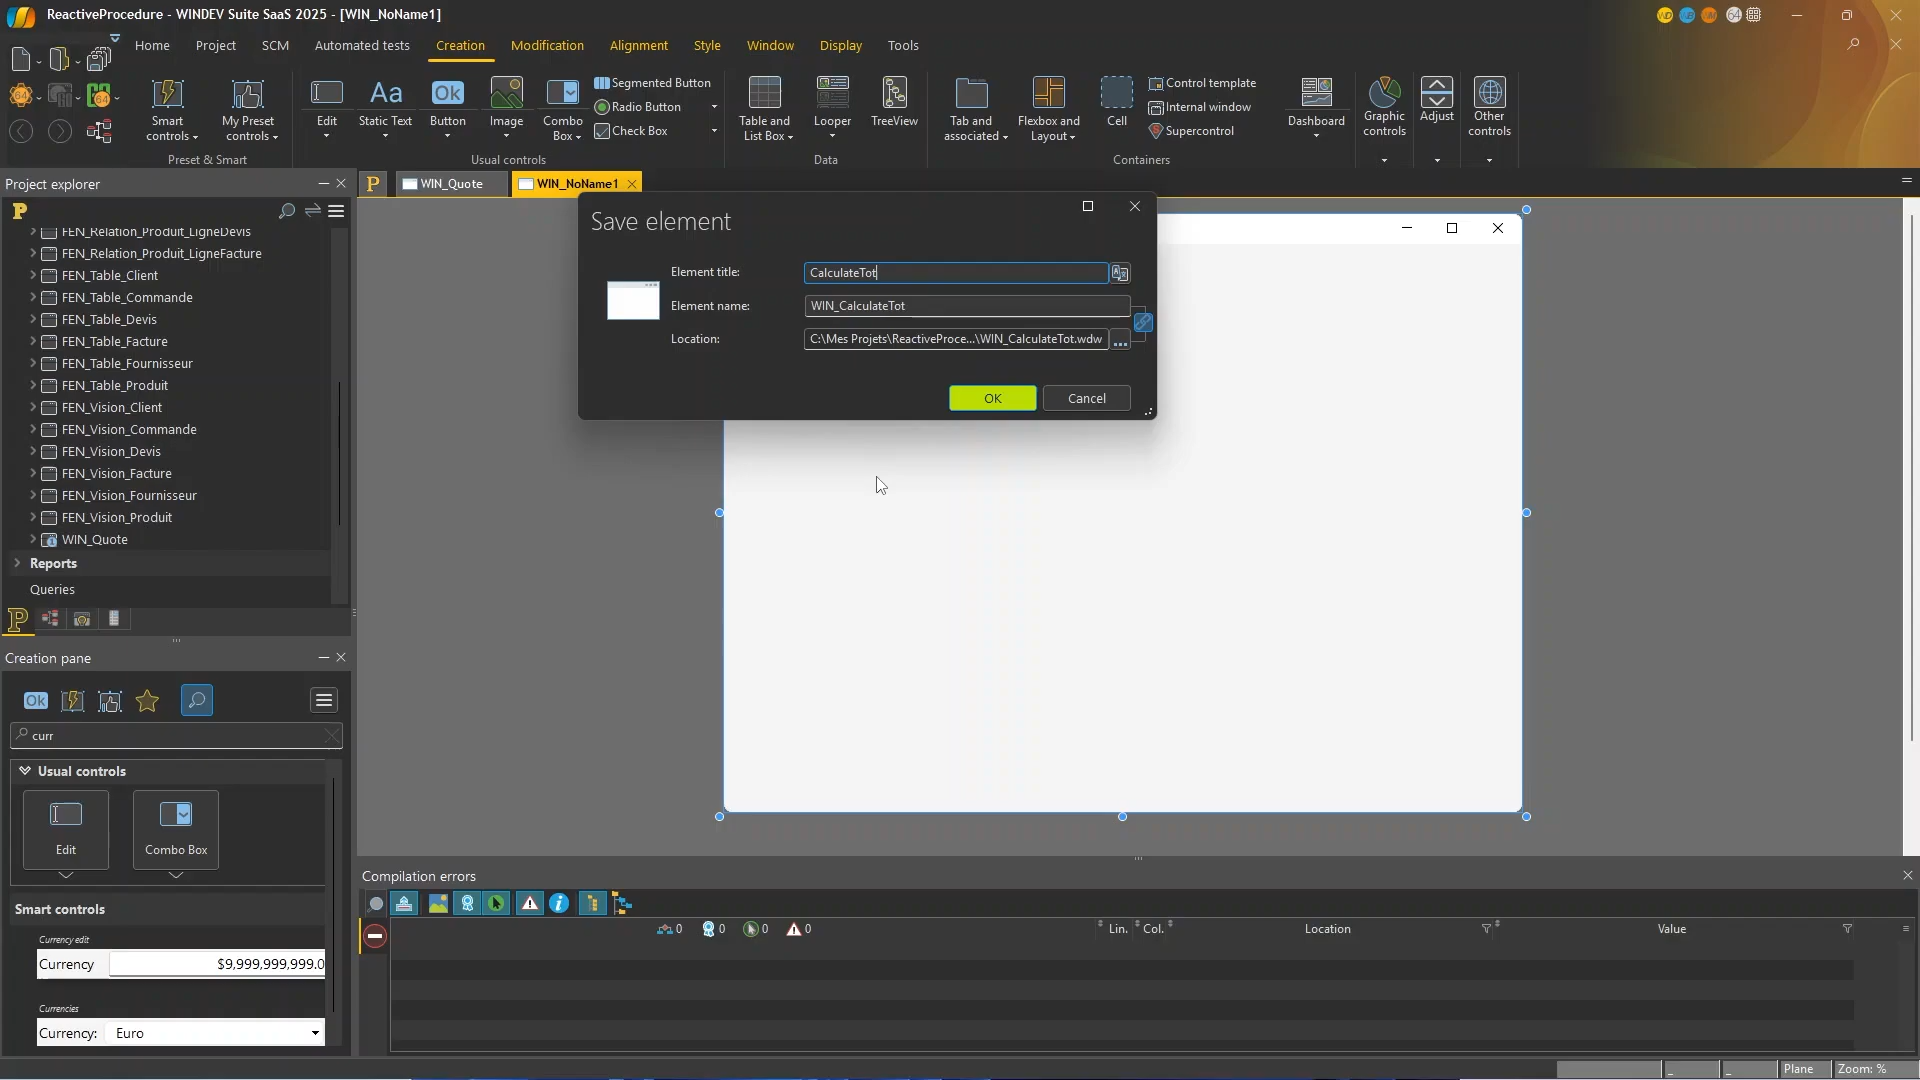 ReactiveProcedure - WINDEV Suite SaaS 2025 - [WIN_NoName1]
Home Project SCM Automated tests Creation Modification Alignment Style Window Display Tools
Smart controls
My Preset controls
Edit
Static Text
Button
Image
Combo Box
Segmented Button
Radio Button
Check Box
Table and List Box
Looper
TreeView
Tab and associated
Flexbox and Layout
Cell
Control template
Internal window
Supercontrol
Dashboard
Graphic controls
Adjust
Other controls
Preset & Smart
Usual controls
Data
Containers
Project explorer
WIN_Quote
WIN_NoName1
FEN_Relation_Produit_LigneDevis
FEN_Relation_Produit_LigneFacture
FEN_Table_Client
FEN_Table_Commande
FEN_Table_Devis
FEN_Table_Facture
FEN_Table_Fournisseur
FEN_Table_Produit
FEN_Vision_Client
FEN_Vision_Commande
FEN_Vision_Devis
FEN_Vision_Facture
FEN_Vision_Fournisseur
FEN_Vision_Produit
WIN_Quote
Reports
Queries
Save element
Element title: CalculateTot
Element name: WIN_CalculateTot
Location: C:\Mes Projets\ReactiveProce...\WIN_CalculateTot.wdw ...
OK Cancel
Creation pane
Ok
curr
Usual controls
Edit
Combo Box
Smart controls
Currency edit
Currency $9,999,999,999.0
Currencies
Currency: Euro
Compilation errors
0 0 0 0 Lin. Col. Location Value
Plane Zoom: %